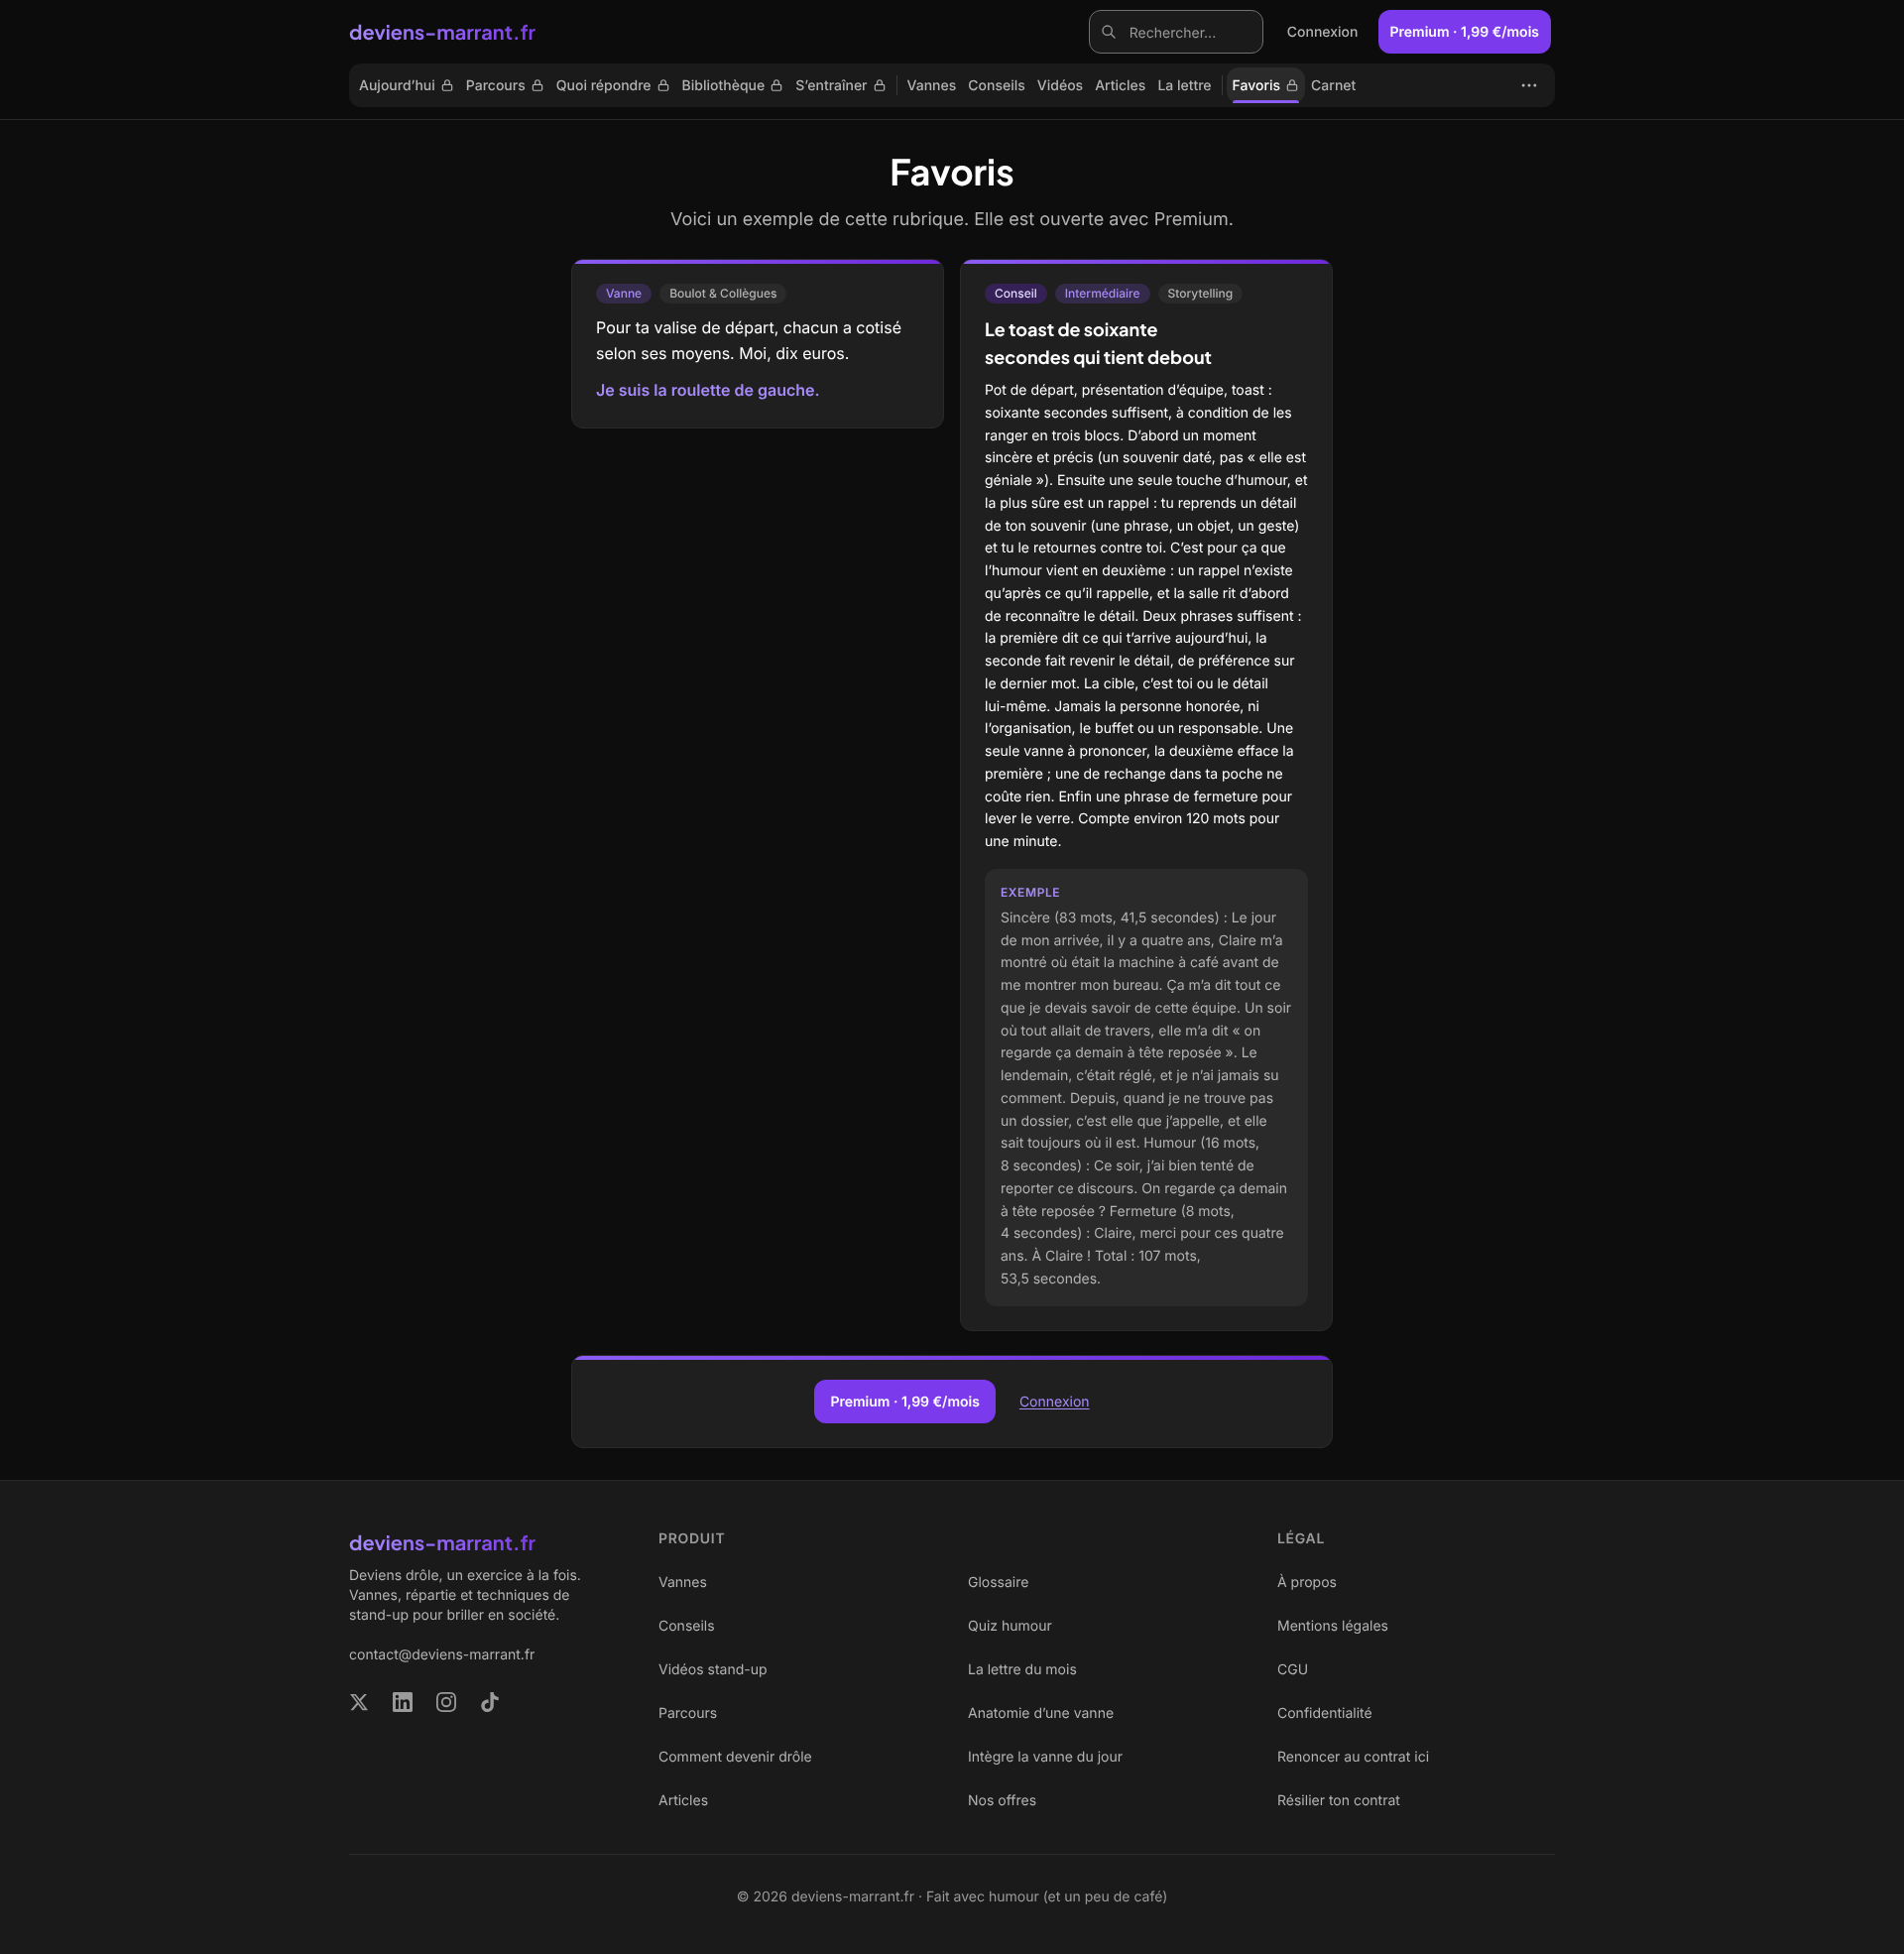 deviens-marrant.fr
Rechercher...
Connexion
Premium · 1,99 €/mois
Aujourd’hui
Parcours
Quoi répondre
Bibliothèque
S’entraîner
Vannes
Conseils
Vidéos
Articles
La lettre
Favoris
Carnet
Favoris
Voici un exemple de cette rubrique. Elle est ouverte avec Premium.
Vanne
Boulot & Collègues
Pour ta valise de départ, chacun a cotisé
selon ses moyens. Moi, dix euros.
Je suis la roulette de gauche.
Conseil
Intermédiaire
Storytelling
Le toast de soixante
secondes qui tient debout
Pot de départ, présentation d’équipe, toast :
soixante secondes suffisent, à condition de les
ranger en trois blocs. D’abord un moment
sincère et précis (un souvenir daté, pas « elle est
géniale »). Ensuite une seule touche d’humour, et
la plus sûre est un rappel : tu reprends un détail
de ton souvenir (une phrase, un objet, un geste)
et tu le retournes contre toi. C’est pour ça que
l’humour vient en deuxième : un rappel n’existe
qu’après ce qu’il rappelle, et la salle rit d’abord
de reconnaître le détail. Deux phrases suffisent :
la première dit ce qui t’arrive aujourd’hui, la
seconde fait revenir le détail, de préférence sur
le dernier mot. La cible, c’est toi ou le détail
lui-même. Jamais la personne honorée, ni
l’organisation, le buffet ou un responsable. Une
seule vanne à prononcer, la deuxième efface la
première ; une de rechange dans ta poche ne
coûte rien. Enfin une phrase de fermeture pour
lever le verre. Compte environ 120 mots pour
une minute.
EXEMPLE
Sincère (83 mots, 41,5 secondes) : Le jour
de mon arrivée, il y a quatre ans, Claire m’a
montré où était la machine à café avant de
me montrer mon bureau. Ça m’a dit tout ce
que je devais savoir de cette équipe. Un soir
où tout allait de travers, elle m’a dit « on
regarde ça demain à tête reposée ». Le
lendemain, c’était réglé, et je n’ai jamais su
comment. Depuis, quand je ne trouve pas
un dossier, c’est elle que j’appelle, et elle
sait toujours où il est. Humour (16 mots,
8 secondes) : Ce soir, j’ai bien tenté de
reporter ce discours. On regarde ça demain
à tête reposée ? Fermeture (8 mots,
4 secondes) : Claire, merci pour ces quatre
ans. À Claire ! Total : 107 mots,
53,5 secondes.
Premium · 1,99 €/mois
Connexion
deviens-marrant.fr
Deviens drôle, un exercice à la fois.
Vannes, répartie et techniques de
stand-up pour briller en société.
contact@deviens-marrant.fr
PRODUIT
Vannes
Conseils
Vidéos stand-up
Parcours
Comment devenir drôle
Articles
Glossaire
Quiz humour
La lettre du mois
Anatomie d’une vanne
Intègre la vanne du jour
Nos offres
LÉGAL
À propos
Mentions légales
CGU
Confidentialité
Renoncer au contrat ici
Résilier ton contrat
© 2026 deviens-marrant.fr · Fait avec humour (et un peu de café)